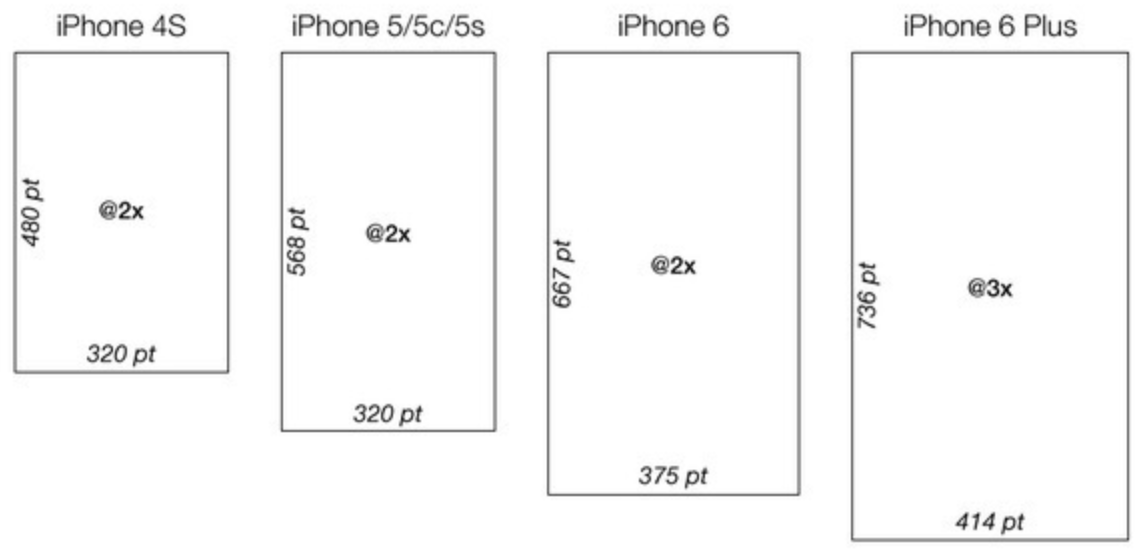 iPhone 4S
480 pt
@2x
320 pt
iPhone 5/5c/5s
568 pt
@2x
320 pt
iPhone 6
667 pt
@2x
375 pt
iPhone 6 Plus
736 pt
@3x
414 pt